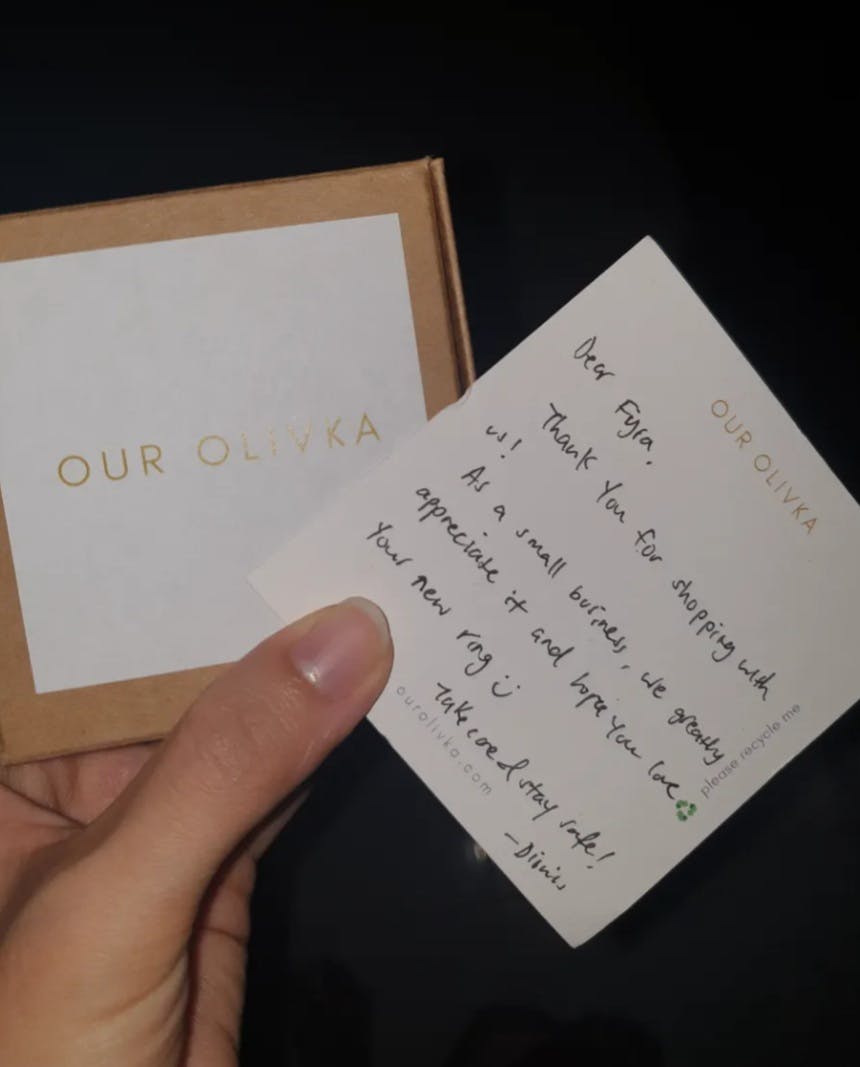 OUR OLIVKA
OUR OLIVKA
Dear Fyra.
Thank You for shopping with
us!
As a small business, we greatly
appreciate it and hope you love
Your new ring :)
Take care & stay safe!
ourolivka.com
please recycle me